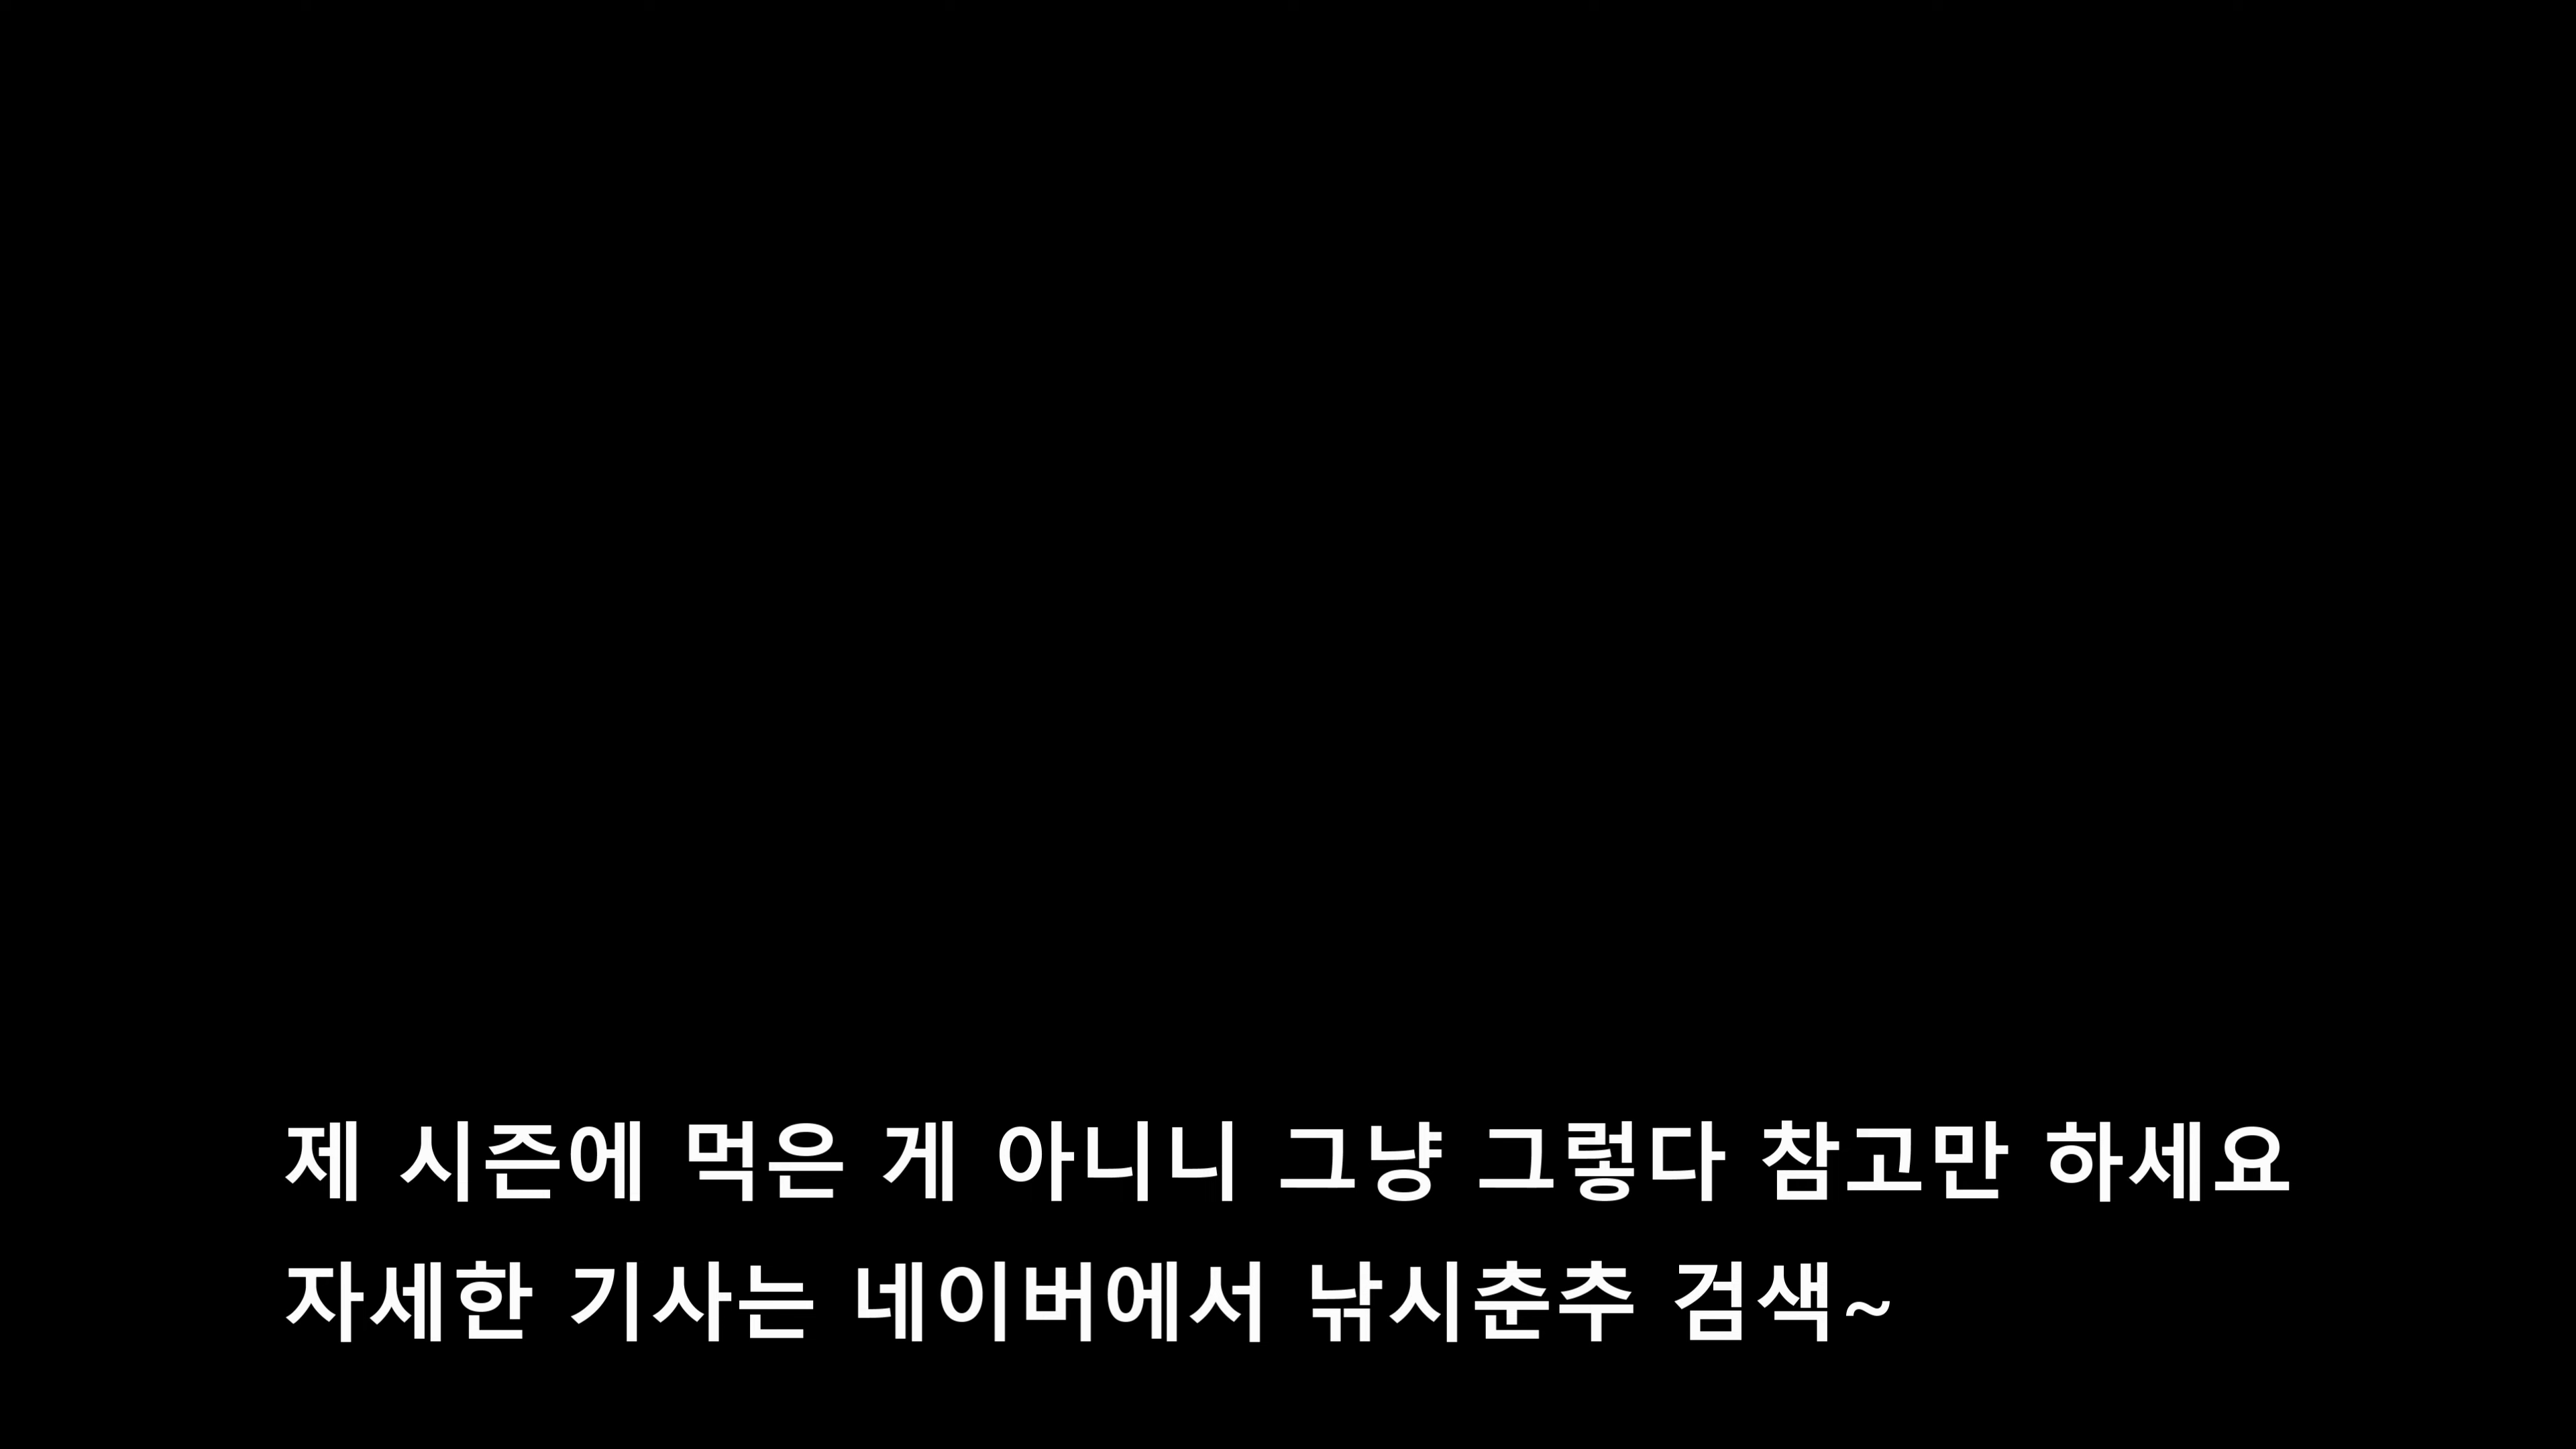 제 시즌에 먹은 게 아니니 그냥 그렇다 참고만 하세요
자세한 기사는 네이버에서 낚시춘추 검색~